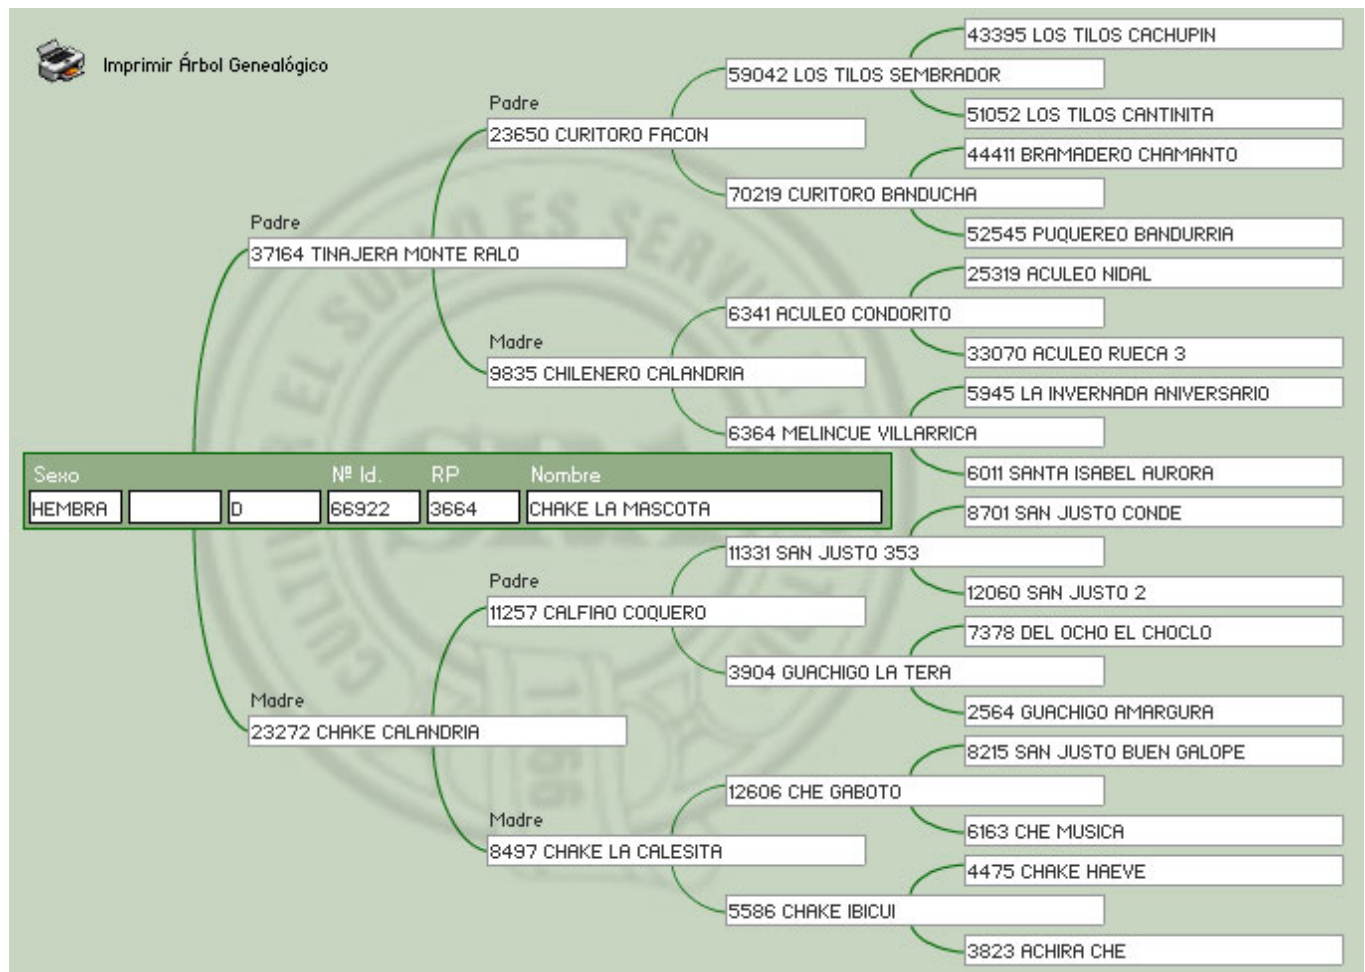 Imprimir Árbol Genealógico
43395 LOS TILOS CACHUPIN
59042 LOS TILOS SEMBRADOR
Padre
51052 LOS TILOS CANTINITA
23650 CURITORO FACON
44411 BRAMADERO CHAMANTO
70219 CURITORO BANDUCHA
Padre
52545 PUQUEREO BANDURRIA
37164 TINAJERA MONTE RALO
25319 ACULEO NIDAL
6341 ACULEO CONDORITO
Madre
33070 ACULEO RUECA 3
9835 CHILENERO CALANDRIA
5945 LA INVERNADA ANIVERSARIO
6364 MELINCUE VILLARRICA
Sexo Nº Id. RP Nombre
6011 SANTA ISABEL AURORA
HEMBRA D 66922 3664 CHAKE LA MASCOTA
8701 SAN JUSTO CONDE
11331 SAN JUSTO 353
Padre
12060 SAN JUSTO 2
11257 CALFIAO COQUERO
7378 DEL OCHO EL CHOCLO
3904 GUACHIGO LA TERA
Madre
2564 GUACHIGO AMARGURA
23272 CHAKE CALANDRIA
8215 SAN JUSTO BUEN GALOPE
12606 CHE GABOTO
Madre
6163 CHE MUSICA
8497 CHAKE LA CALESITA
4475 CHAKE HAEVE
5586 CHAKE IBICUI
3823 ACHIRA CHE
CULTIVAR EL SUELO ES SERVIR
1866